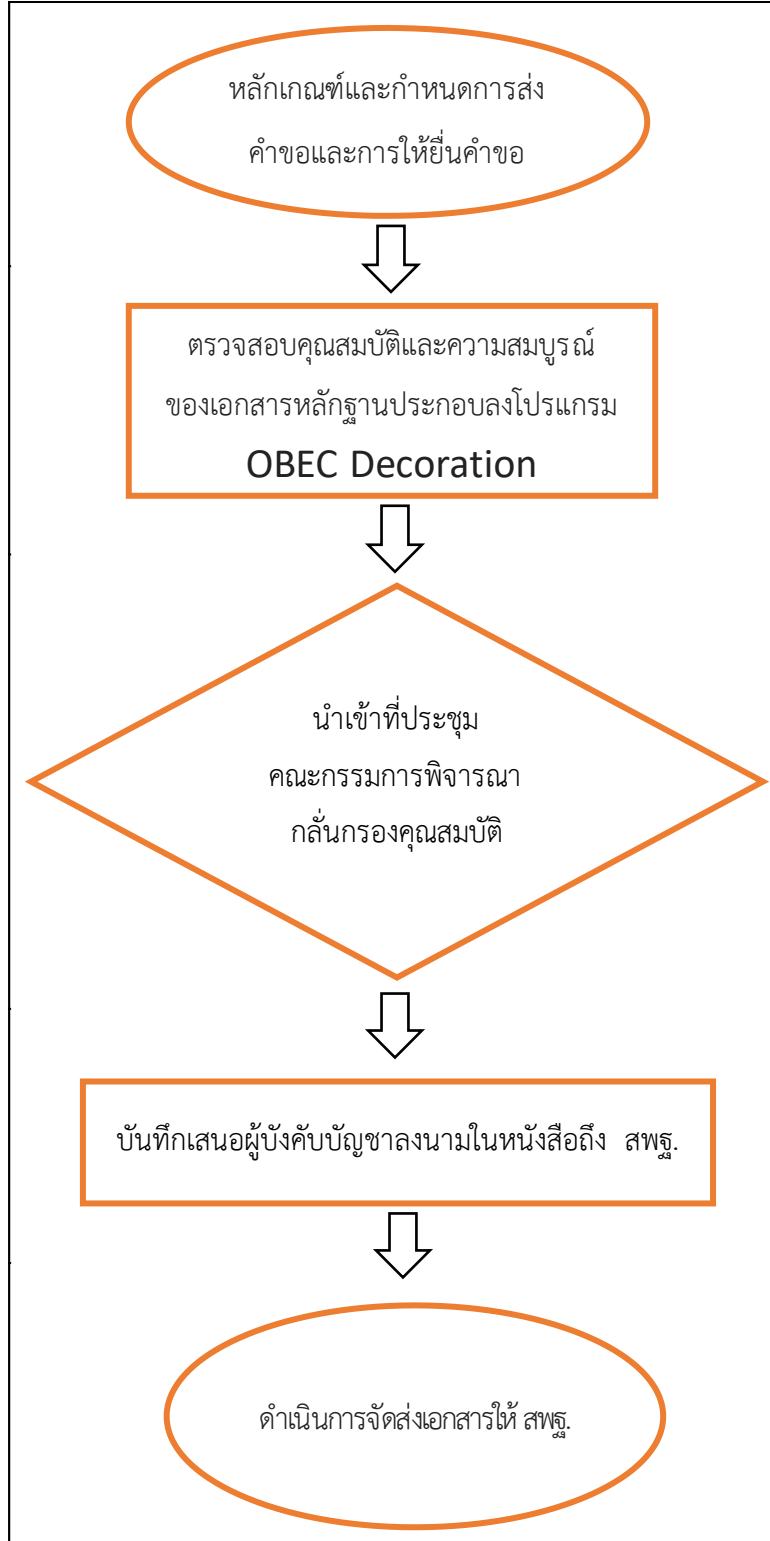 หลักเกณฑ์และกำหนดการส่ง
คำขอและการให้ยื่นคำขอ
ตรวจสอบคุณสมบัติและความสมบูรณ์
ของเอกสารหลักฐานประกอบลงโปรแกรม
OBEC Decoration
นำเข้าที่ประชุม
คณะกรรมการพิจารณา
กลั่นกรองคุณสมบัติ
บันทึกเสนอผู้บังคับบัญชาลงนามในหนังสือถึง สพฐ.
ดำเนินการจัดส่งเอกสารให้ สพฐ.